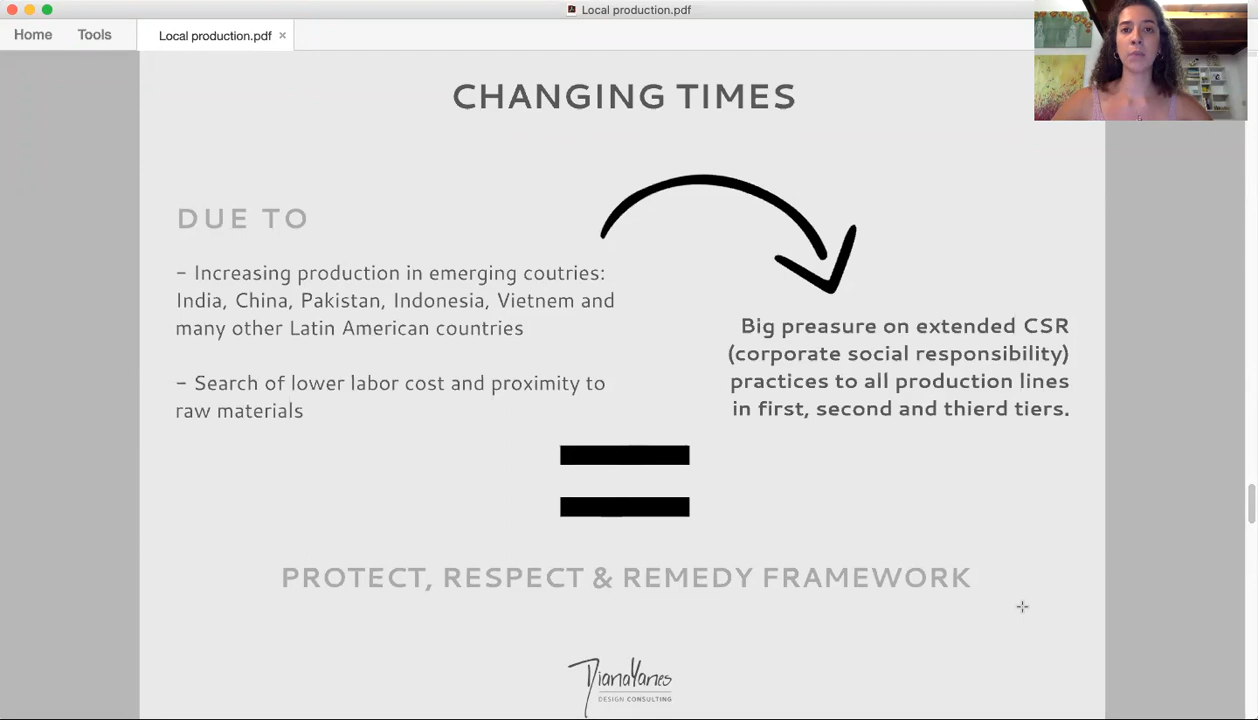 Local production.pdf
Home
Tools
Local production.pdf ×
CHANGING TIMES
DUE TO
- Increasing production in emerging coutries:
India, China, Pakistan, Indonesia, Vietnem and
many other Latin American countries
- Search of lower labor cost and proximity to
raw materials
Big preasure on extended CSR
(corporate social responsibility)
practices to all production lines
in first, second and thierd tiers.
=
PROTECT, RESPECT & REMEDY FRAMEWORK
DianaYanes
DESIGN CONSULTING